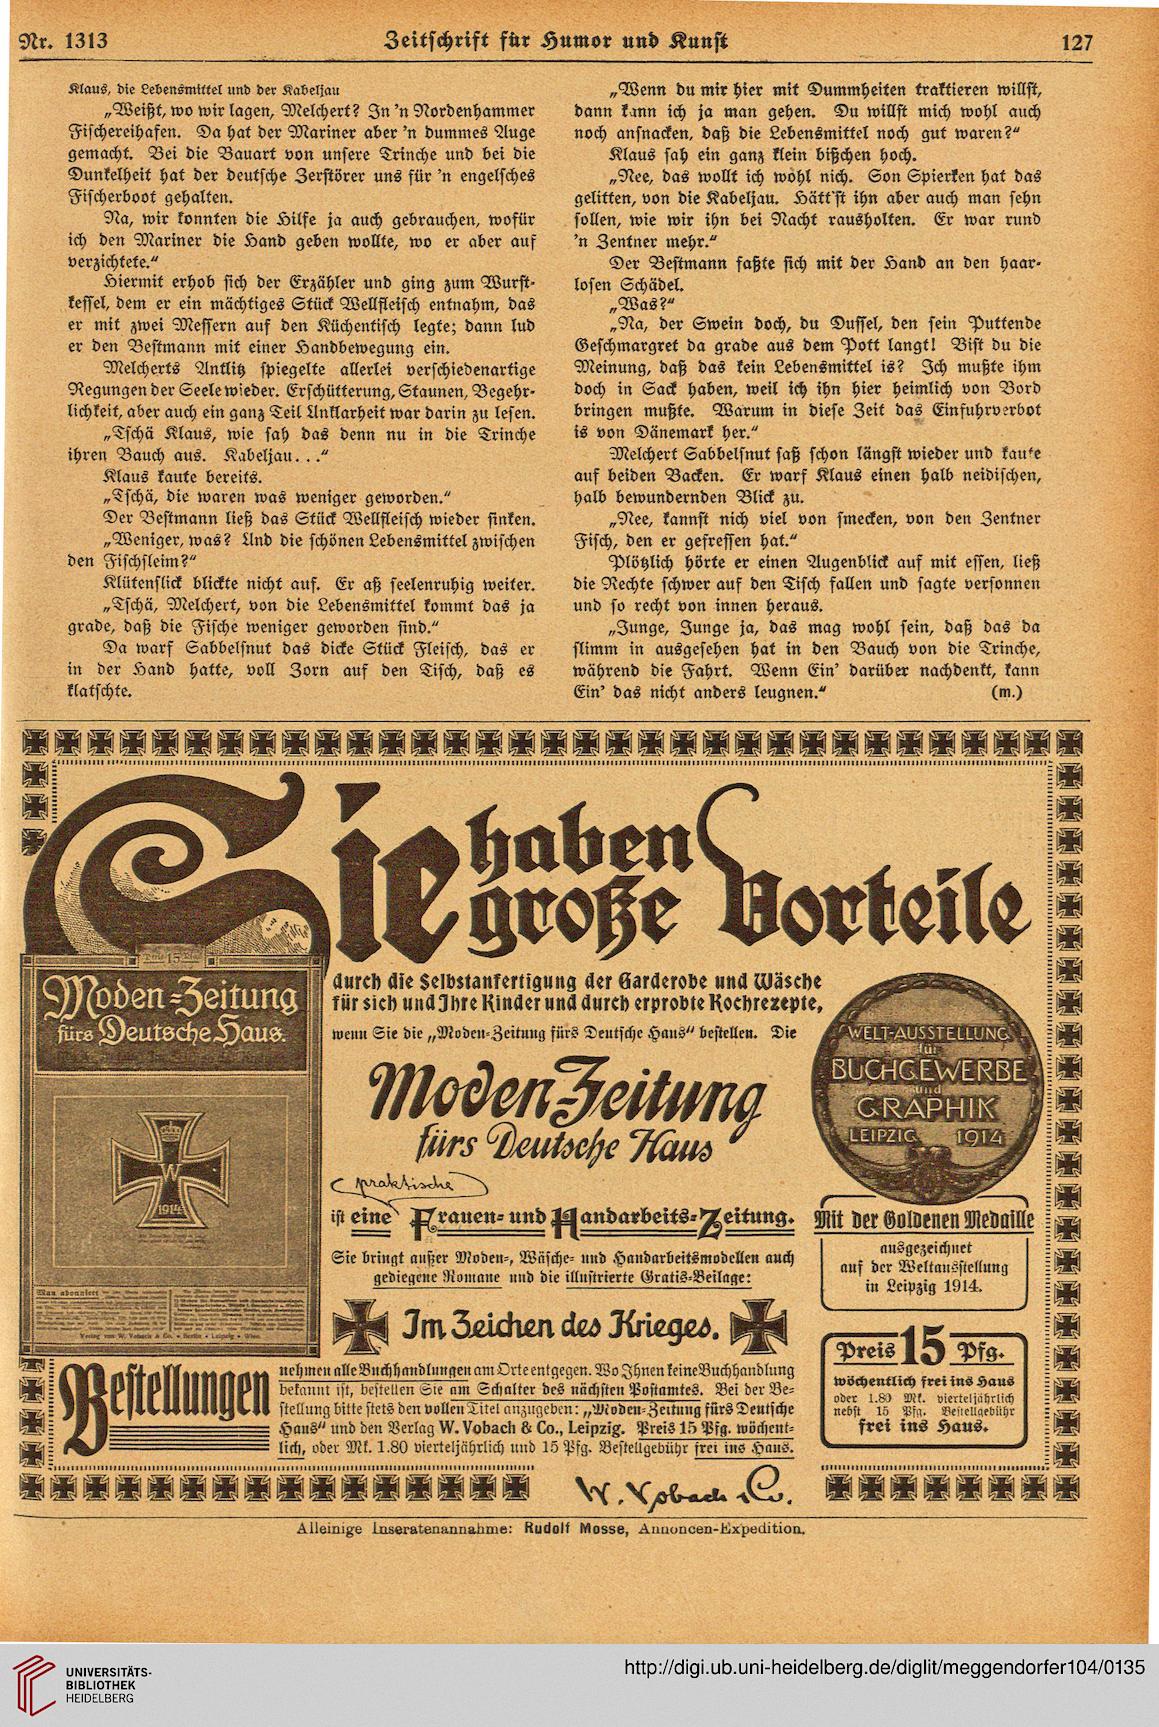 Nr. 1313
Zeitschrift für Humor und Kunst
127
Klaus, die Lebensmittel und der Kabeljau
„Weißt, wo wir lagen, Melchert? In 'n Nordenhammer
Fischereihafen. Da hat der Mariner aber 'n dummes Auge
gemacht. Bei die Bauart von unsere Trinche und bei die
Dunkelheit hat der deutsche Zerstörer uns für 'n engelsches
Fischerboot gehalten.
Na, wir konnten die Hilfe ja auch gebrauchen, wofür
ich den Mariner die Hand geben wollte, wo er aber auf
verzichtete.“
Hiermit erhob sich der Erzähler und ging zum Wurst-
kessel, dem er ein mächtiges Stück Wellfleisch entnahm, das
er mit zwei Messern auf den Küchentisch legte; dann lud
er den Bestmann mit einer Handbewegung ein.
Melcherts Antlitz spiegelte allerlei verschiedenartige
Regungen der Seele wieder. Erschütterung, Staunen, Begehr-
lichkeit, aber auch ein ganz Teil Unklarheit war darin zu lesen.
„Tschä Klaus, wie sah das denn nu in die Trinche
ihren Bauch aus. Kabeljau. . .“
Klaus kaute bereits.
„Tschä, die waren was weniger geworden.“
Der Bestmann ließ das Stück Wellfleisch wieder sinken.
„Weniger, was? Und die schönen Lebensmittel zwischen
den Fischsleim?“
Klütenslick blickte nicht auf. Er aß seelenruhig weiter.
„Tschä, Melchert, von die Lebensmittel kommt das ja
grade, daß die Fische weniger geworden sind.“
Da warf Sabbelsnut das dicke Stück Fleisch, das er
in der Hand hatte, voll Zorn auf den Tisch, daß es
klatschte.
„Wenn du mir hier mit Dummheiten traktieren willst,
dann kann ich ja man gehen. Du willst mich wohl auch
noch ansnacken, daß die Lebensmittel noch gut waren?“
Klaus sah ein ganz klein bißchen hoch.
„Nee, das wollt ich wohl nich. Son Spierken hat das
gelitten, von die Kabeljau. Hätt'st ihn aber auch man sehn
sollen, wie wir ihn bei Nacht rausholten. Er war rund
'n Zentner mehr.“
Der Bestmann faßte sich mit der Hand an den haar-
losen Schädel.
„Was?“
„Na, der Swein doch, du Dussel, den sein Puttende
Geschmargret da grade aus dem Pott langt! Bist du die
Meinung, daß das kein Lebensmittel is? Ich mußte ihm
doch in Sack haben, weil ich ihn hier heimlich von Bord
bringen mußte. Warum in diese Zeit das Einfuhrverbot
is von Dänemark her.“
Melchert Sabbelsnut saß schon längst wieder und kaute
auf beiden Backen. Er warf Klaus einen halb neidischen,
halb bewundernden Blick zu.
„Nee, kannst nich viel von smecken, von den Zentner
Fisch, den er gefressen hat.“
Plötzlich hörte er einen Augenblick auf mit essen, ließ
die Rechte schwer auf den Tisch fallen und sagte versonnen
und so recht von innen heraus.
„Junge, Junge ja, das mag wohl sein, daß das da
slimm in ausgesehen hat in den Bauch von die Trinche,
während die Fahrt. Wenn Ein' darüber nachdenkt, kann
Ein' das nicht anders leugnen.“ (m.)
Sie haben große Vorteile
durch die Selbstanfertigung der Garderobe und Wäsche
für sich und Ihre Kinder und durch erprobte Kochrezepte,
wenn Sie die „Moden-Zeitung fürs Deutsche Haus“ bestellen. Die
Moden-Zeitung
fürs Deutsche Haus
praktische
ist eine Frauen- und Handarbeits-Zeitung.
Sie bringt außer Moden-, Wäsche- und Handarbeitsmodellen auch
gediegene Romane und die illustrierte Gratis-Beilage:
Im Zeichen des Krieges.
Moden-Zeitung
fürs Deutsche Haus.
W
1914
Man abonniert
Verlag von W. Vobach & Co. • Berlin • Leipzig • Wien.
WELT-AUSSTELLUNG
für
BUCHGEWERBE
und
GRAPHIK
LEIPZIG 1914
Mit der Goldenen Medaille
ausgezeichnet
auf der Weltausstellung
in Leipzig 1914.
Preis 15 Pfg.
wöchentlich frei ins Haus
oder 1.80 Mk. vierteljährlich
nebst 15 Pfg. Bestellgebühr
frei ins Haus.
Bestellungen
nehmen alle Buchhandlungen am Orte entgegen. Wo Ihnen keine Buchhandlung
bekannt ist, bestellen Sie am Schalter des nächsten Postamtes. Bei der Be-
stellung bitte stets den vollen Titel anzugeben: „Moden-Zeitung fürs Deutsche
Haus“ und den Verlag W. Vobach & Co., Leipzig. Preis 15 Pfg. wöchent-
lich, oder Mk. 1.80 vierteljährlich und 15 Pfg. Bestellgebühr frei ins Haus.
W. Vobach & Co.
Alleinige Inseratenannahme: Rudolf Mosse, Annoncen-Expedition.
UNIVERSITÄTS-
BIBLIOTHEK
HEIDELBERG
http://digi.ub.uni-heidelberg.de/diglit/meggendorfer104/0135